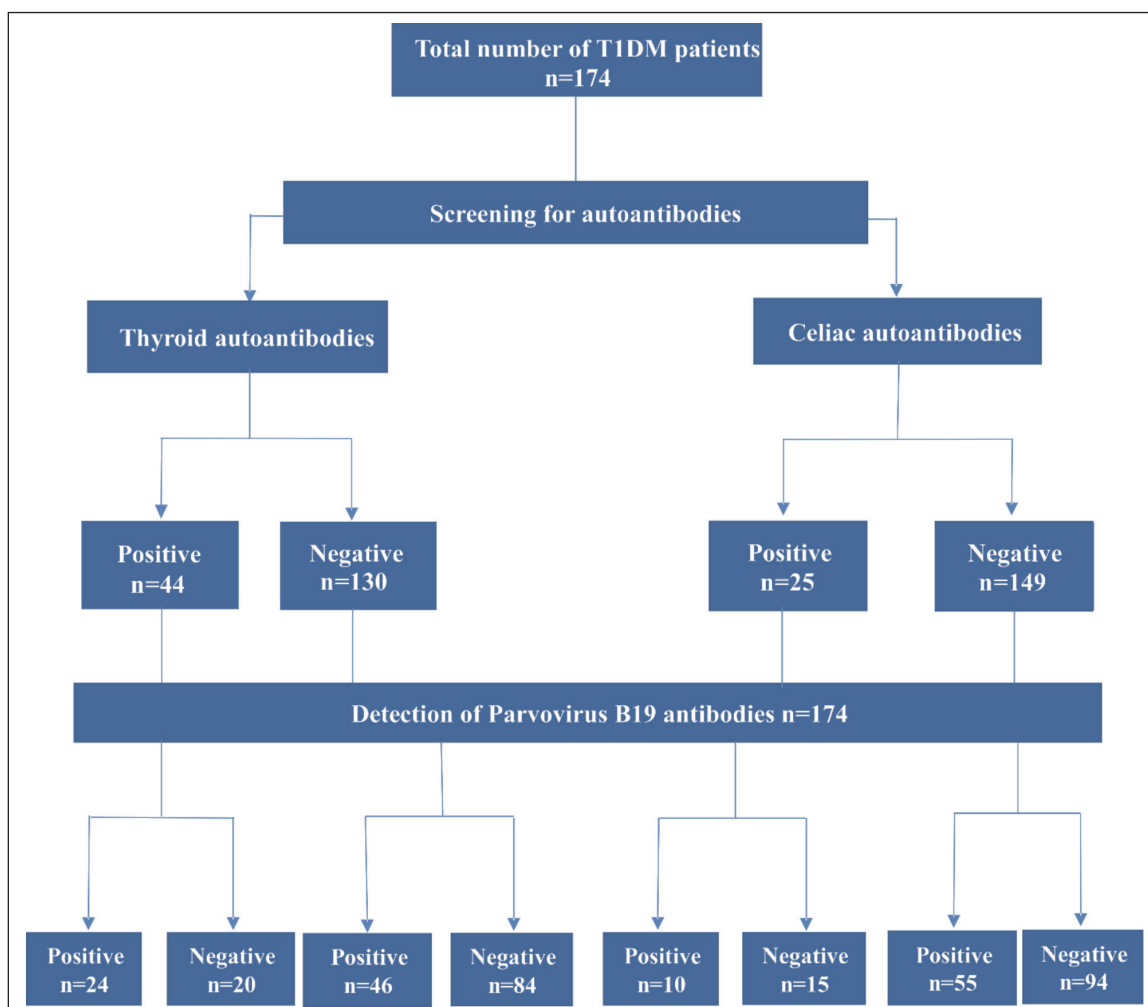 Total number of T1DM patients
n=174
Screening for autoantibodies
Thyroid autoantibodies
Celiac autoantibodies
Positive
n=44
Negative
n=130
Positive
n=25
Negative
n=149
Detection of Parvovirus B19 antibodies n=174
Positive
n=24
Negative
n=20
Positive
n=46
Negative
n=84
Positive
n=10
Negative
n=15
Positive
n=55
Negative
n=94